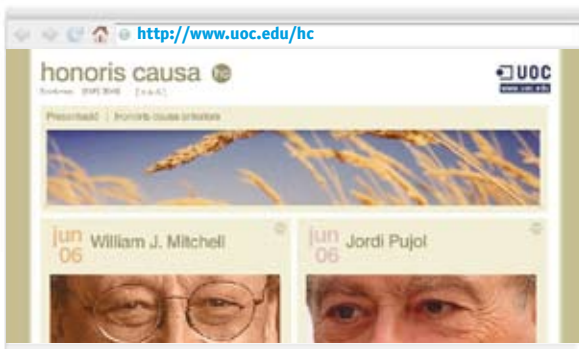 http://www.uoc.edu/hc
honoris causa hc
UOC
www.uoc.edu
Presentació | honoris causa anteriors
jun 06 William J. Mitchell
jun 06 Jordi Pujol